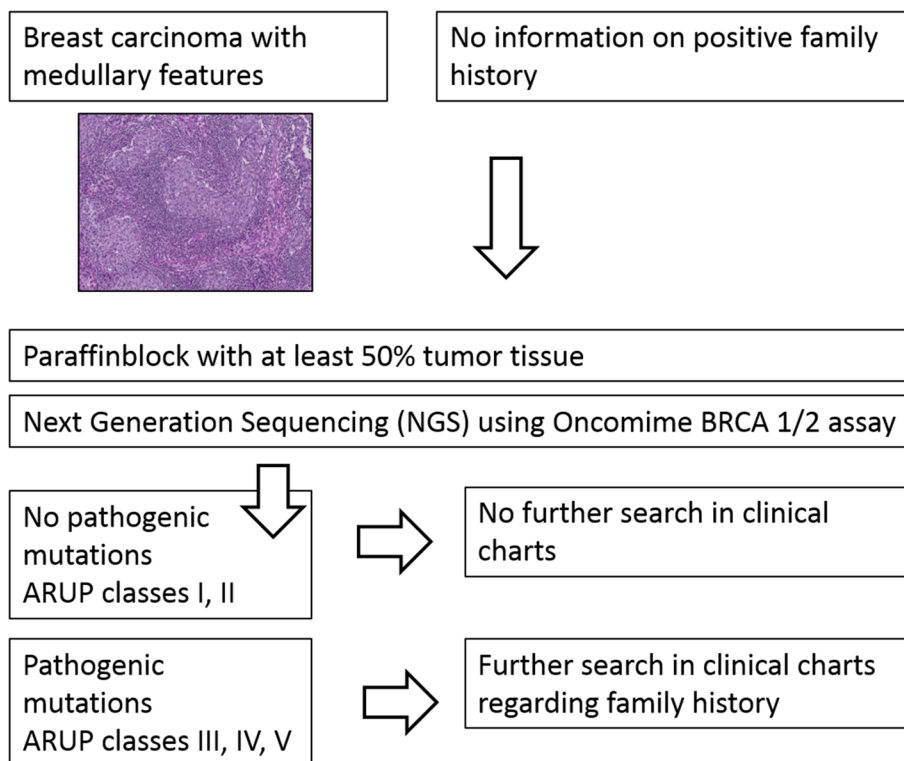 Breast carcinoma with
medullary features
No information on positive family
history
Paraffinblock with at least 50% tumor tissue
Next Generation Sequencing (NGS) using Oncomime BRCA 1/2 assay
No pathogenic
mutations
ARUP classes I, II
No further search in clinical
charts
Pathogenic
mutations
ARUP classes III, IV, V
Further search in clinical charts
regarding family history